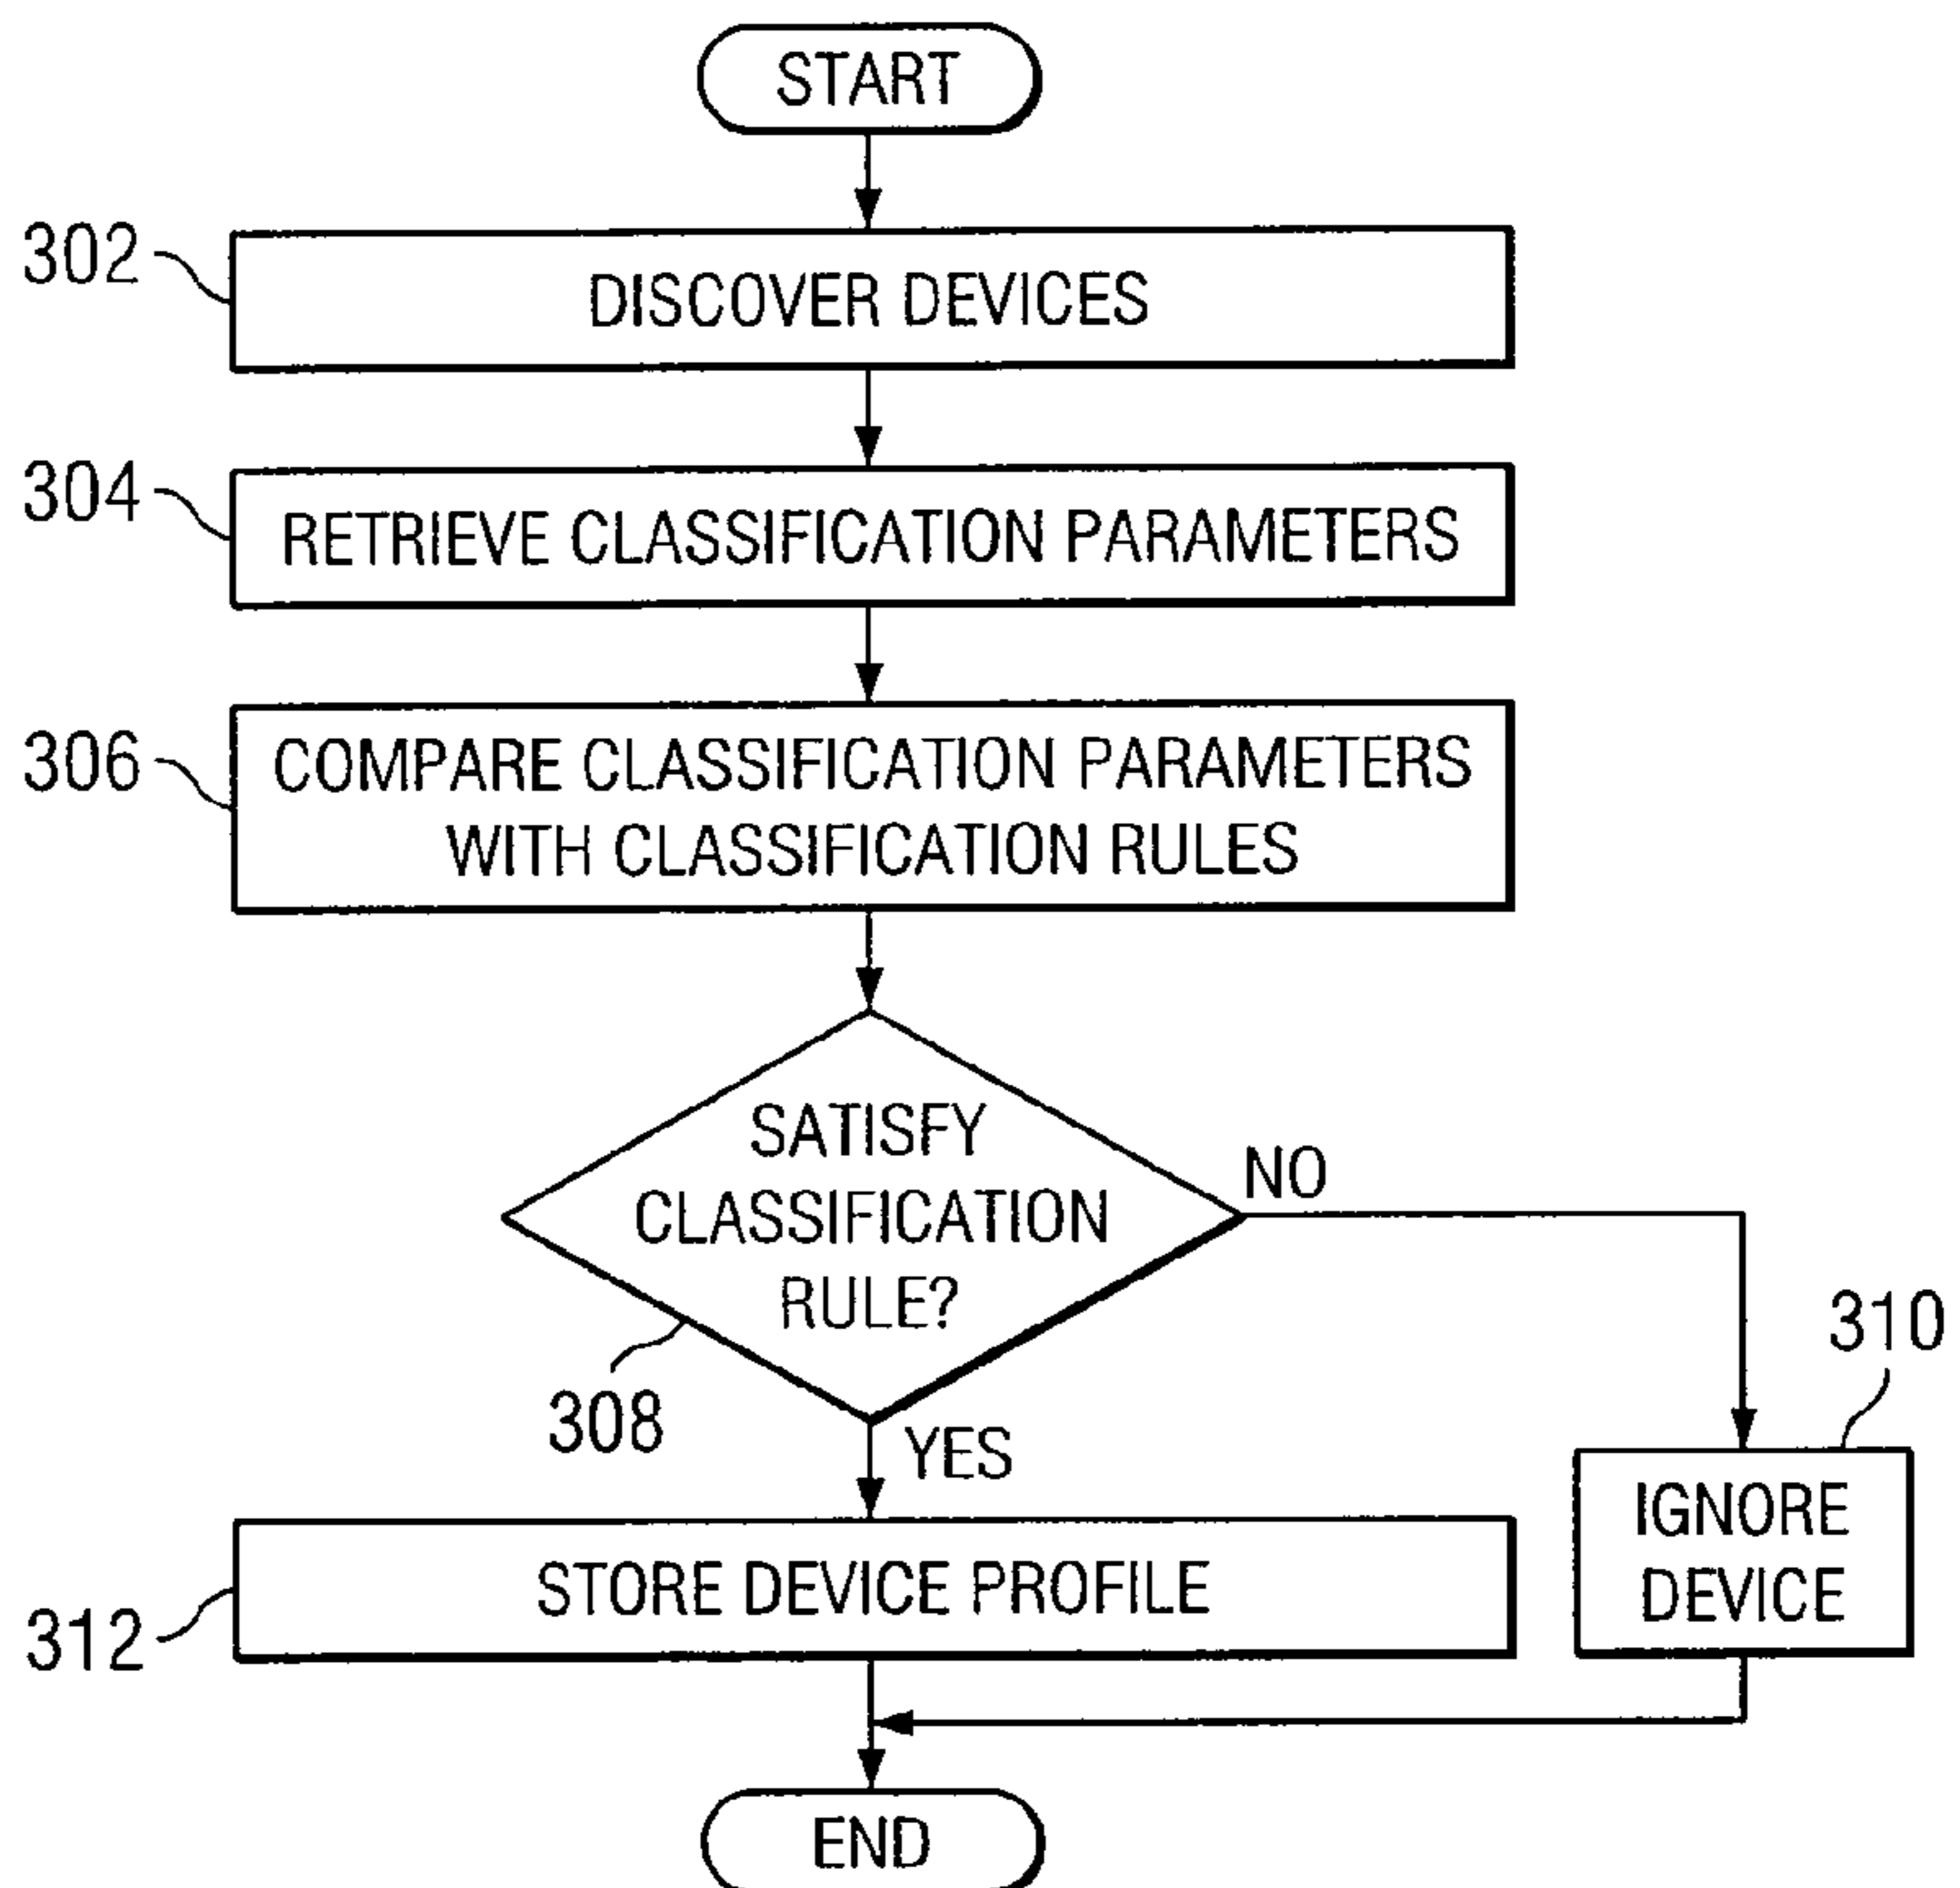 START
302
DISCOVER DEVICES
304
RETRIEVE CLASSIFICATION PARAMETERS
306
COMPARE CLASSIFICATION PARAMETERS
WITH CLASSIFICATION RULES
SATISFY
CLASSIFICATION
RULE?
308
NO
YES
310
IGNORE
DEVICE
312
STORE DEVICE PROFILE
END